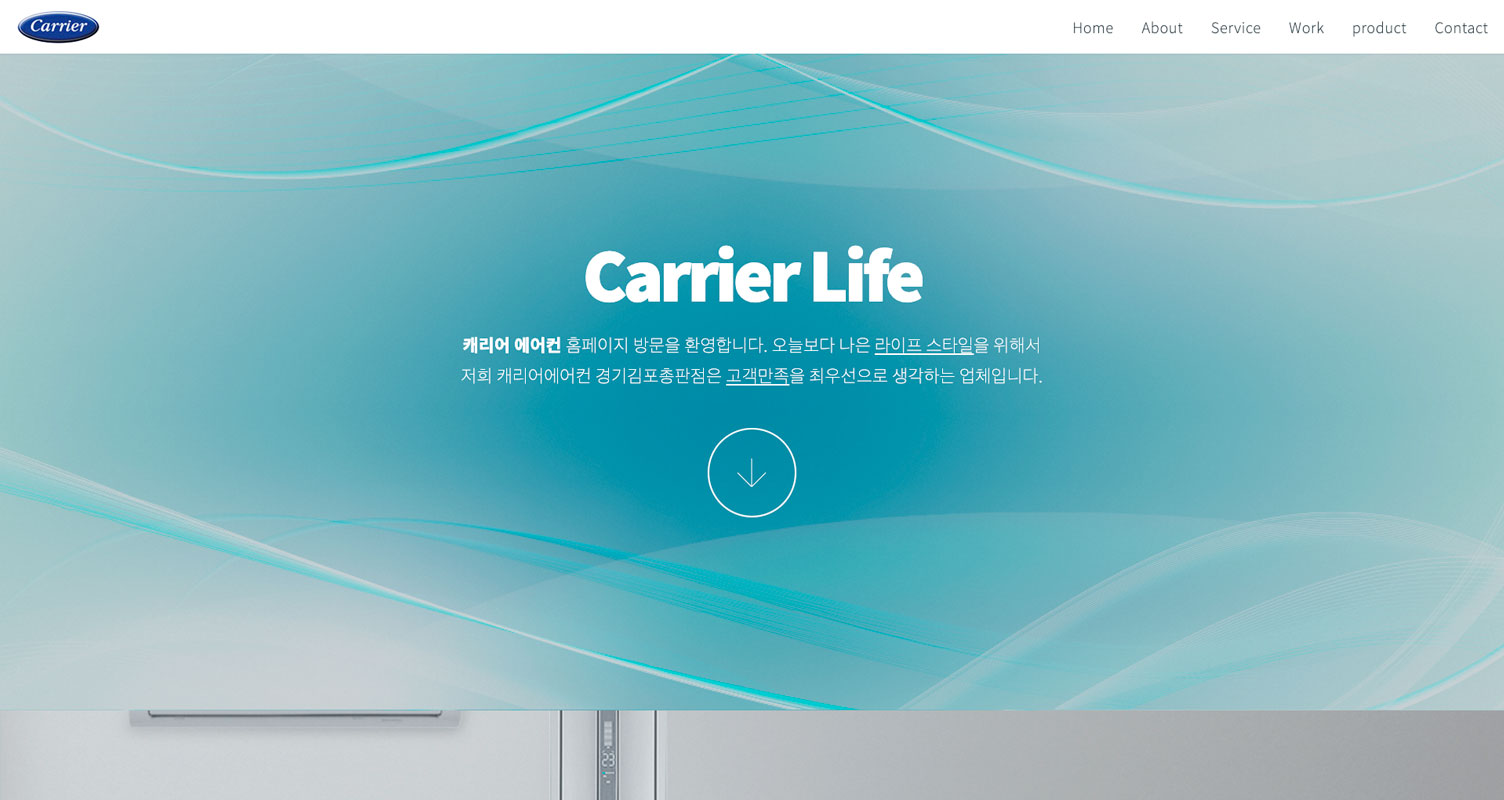 Carrier
Home About Service Work product Contact
Carrier Life
캐리어 에어컨 홈페이지 방문을 환영합니다. 오늘보다 나은 라이프 스타일을 위해서
저희 캐리어에어컨 경기김포총판점은 고객만족을 최우선으로 생각하는 업체입니다.
23